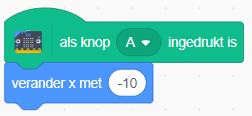 als knop A ingedrukt is
verander x met -10